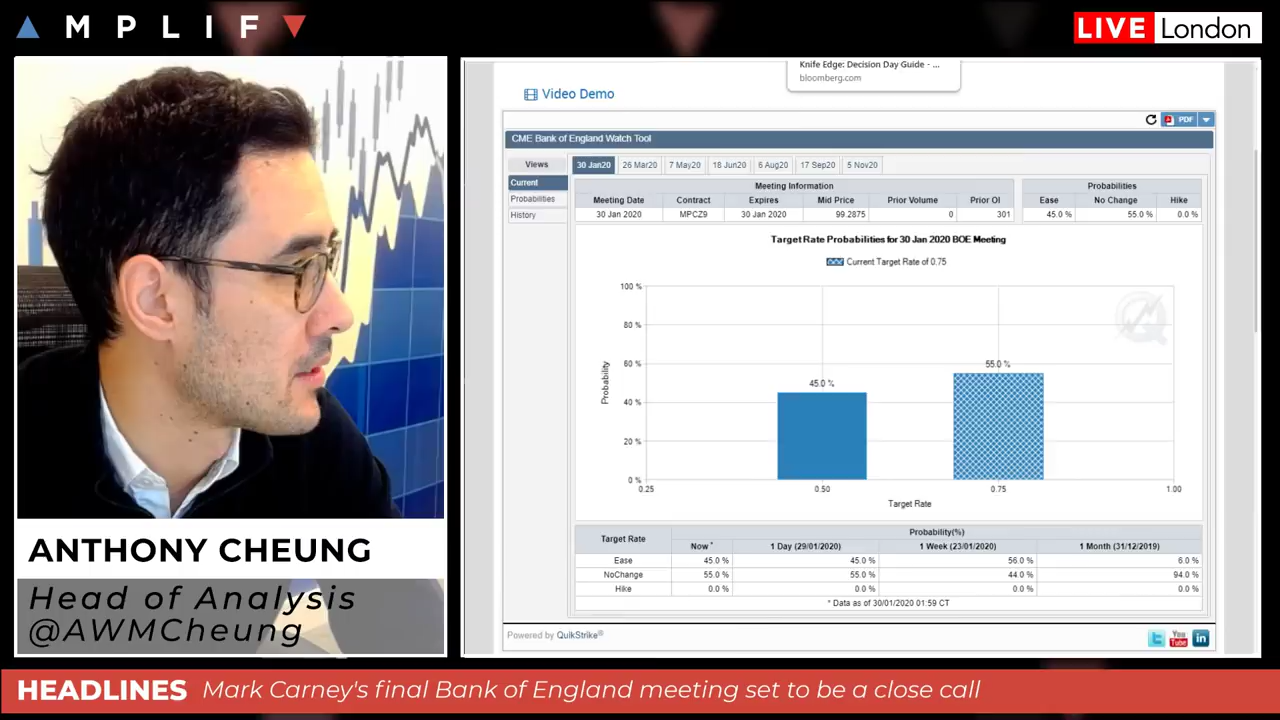 AMPLIFY
LIVE London
Knife Edge: Decision Day Guide - ...
bloomberg.com
Video Demo
PDF
CME Bank of England Watch Tool
Views
Current
Probabilities
History
30 Jan20 26 Mar20 7 May20 18 Jun20 6 Aug20 17 Sep20 5 Nov20
Meeting Information
Meeting Date Contract Expires Mid Price Prior Volume Prior OI
30 Jan 2020 MPCZ9 30 Jan 2020 99.2875 0 301
Probabilities
Ease No Change Hike
45.0 % 55.0 % 0.0 %
Target Rate Probabilities for 30 Jan 2020 BOE Meeting
Current Target Rate of 0.75
100 %
80 %
60 %
40 %
20 %
0 %
Probability
45.0 %
55.0 %
0.25 0.50 0.75 1.00
Target Rate
Target Rate Probability(%)
Now * 1 Day (29/01/2020) 1 Week (23/01/2020) 1 Month (31/12/2019)
Ease 45.0 % 45.0 % 56.0 % 6.0 %
NoChange 55.0 % 55.0 % 44.0 % 94.0 %
Hike 0.0 % 0.0 % 0.0 % 0.0 %
* Data as of 30/01/2020 01:59 CT
Powered by QuikStrike®
You Tube
in
ANTHONY CHEUNG
Head of Analysis
@AWMCheung
HEADLINES Mark Carney's final Bank of England meeting set to be a close call